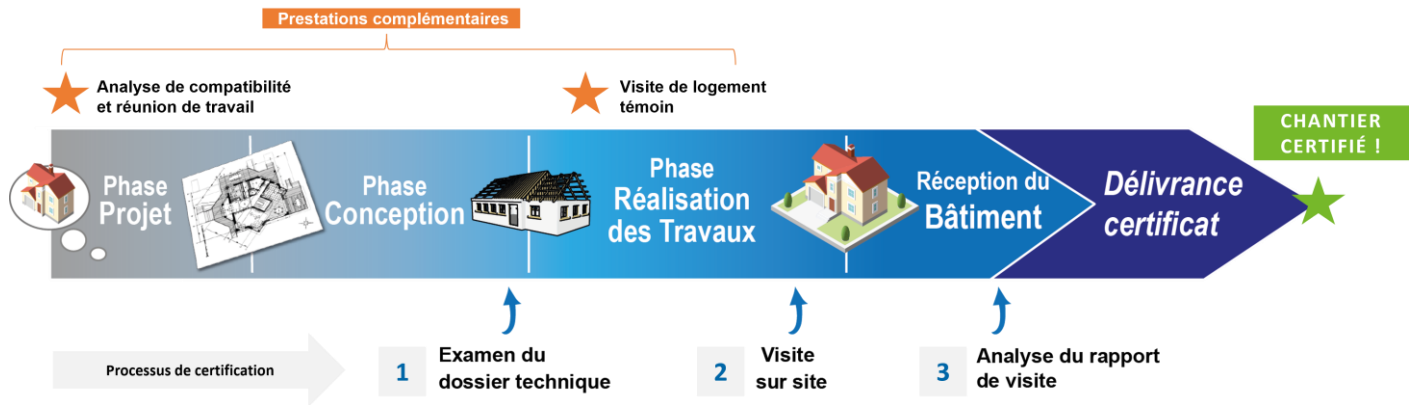 Prestations complémentaires
Analyse de compatibilité
et réunion de travail
Visite de logement
témoin
CHANTIER
CERTIFIÉ !
Phase
Projet
Phase
Conception
Phase
Réalisation
des Travaux
Réception du
Bâtiment
Délivrance
certificat
Processus de certification
1
Examen du
dossier technique
2
Visite
sur site
3
Analyse du rapport
de visite